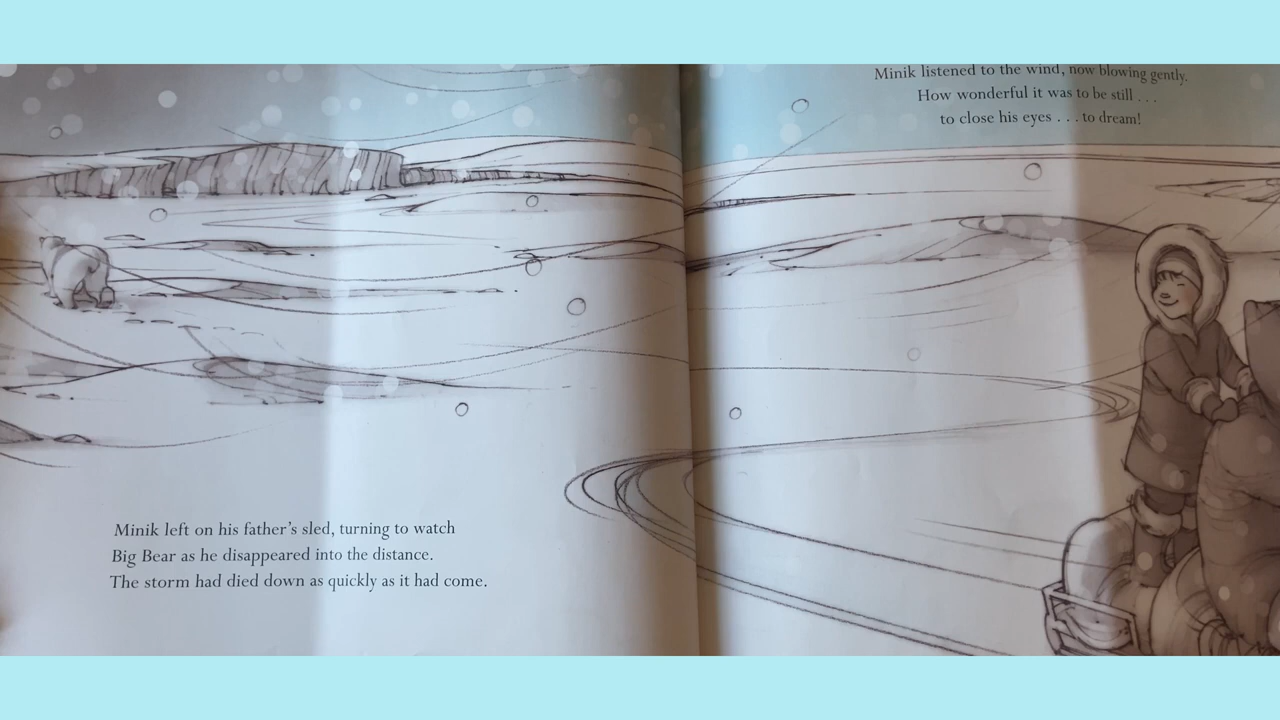 Minik left on his father's sled, turning to watch
Big Bear as he disappeared into the distance.
The storm had died down as quickly as it had come.
Minik listened to the wind, now blowing gently.
How wonderful it was to be still . . .
to close his eyes . . . to dream!